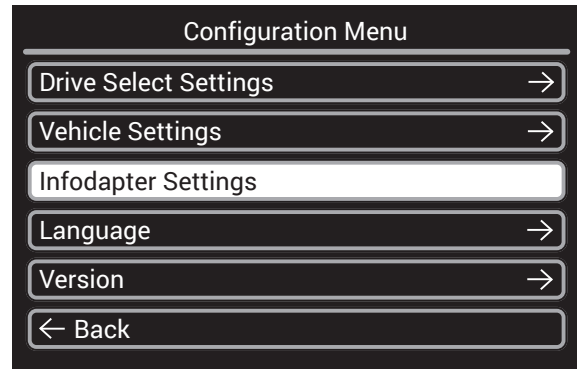 Configuration Menu
Drive Select Settings →
Vehicle Settings →
Infodapter Settings
Language →
Version →
← Back